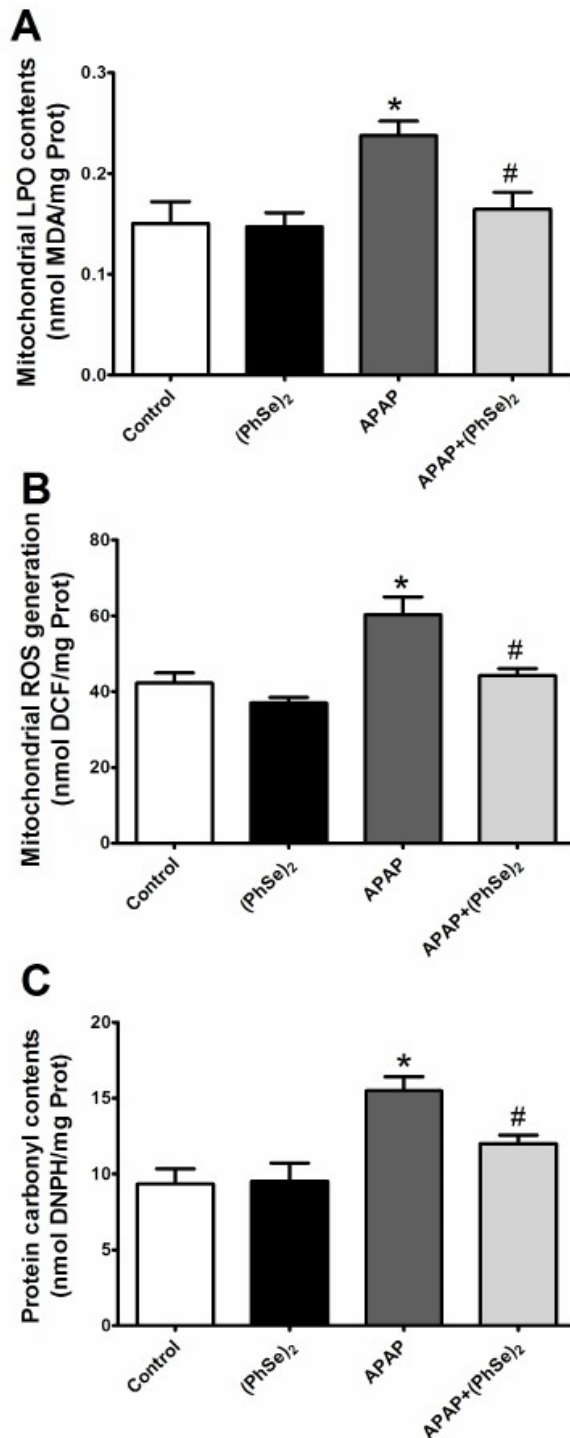 A
Mitochondrial LPO contents
(nmol MDA/mg Prot)
0.3
0.2
0.1
0.0
*
#
Control
(PhSe)₂
APAP
APAP+(PhSe)₂
B
Mitochondrial ROS generation
(nmol DCF/mg Prot)
80
60
40
20
0
*
#
Control
(PhSe)₂
APAP
APAP+(PhSe)₂
C
Protein carbonyl contents
(nmol DNPH/mg Prot)
20
15
10
5
0
*
#
Control
(PhSe)₂
APAP
APAP+(PhSe)₂